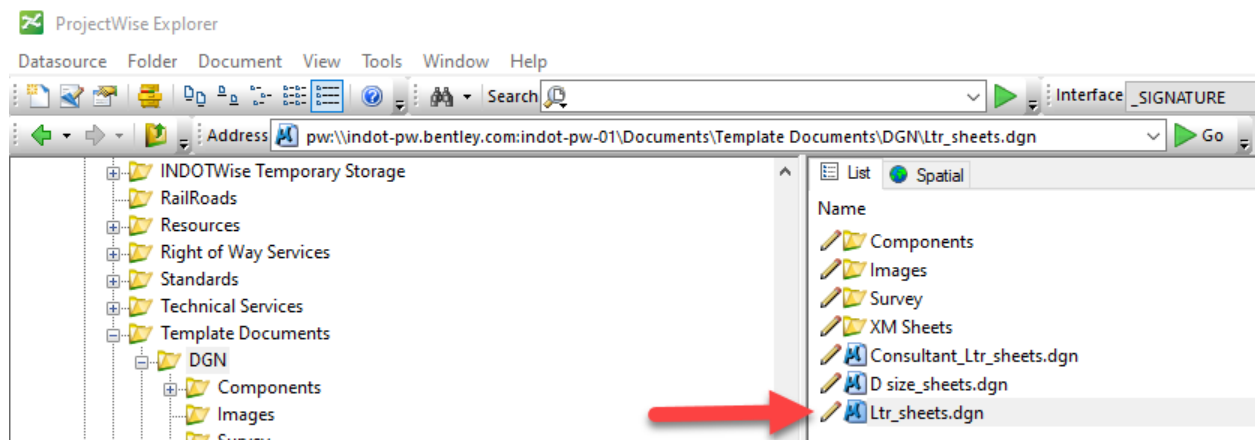 ProjectWise Explorer
Datasource Folder Document View Tools Window Help
Search Interface _SIGNATURE
Address pw:\\indot-pw.bentley.com:indot-pw-01\Documents\Template Documents\DGN\Ltr_sheets.dgn Go
INDOTWise Temporary Storage
RailRoads
Resources
Right of Way Services
Standards
Technical Services
Template Documents
DGN
Components
Images
List Spatial
Name
Components
Images
Survey
XM Sheets
Consultant_Ltr_sheets.dgn
D size_sheets.dgn
Ltr_sheets.dgn